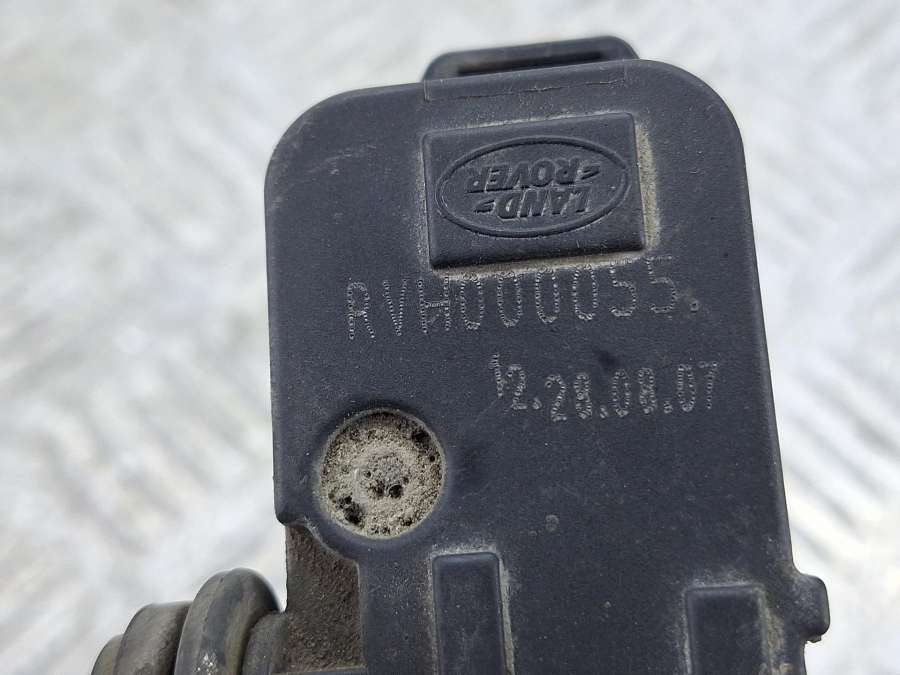 LAND
ROVER
RVH000055.
12.28.08.07